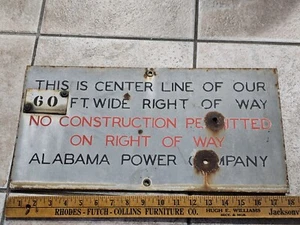 THIS IS CENTER LINE OF OUR
60 FT. WIDE RIGHT OF WAY
NO CONSTRUCTION PERMITTED
ON RIGHT OF WAY
ALABAMA POWER COMPANY
RHODES-FUTCH-COLLINS FURNITURE CO. HUGH E. WILLIAMS Jacksonv